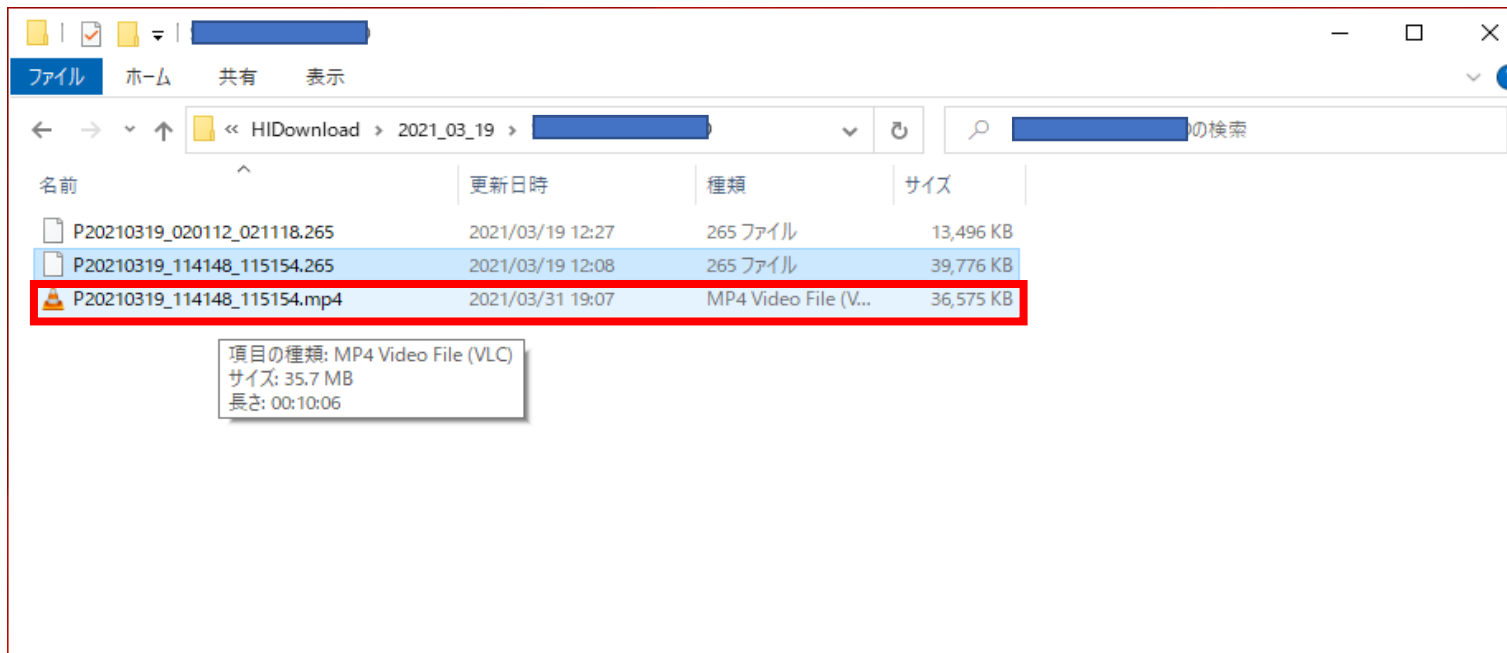 ファイル ホーム 共有 表示
« HIDownload › 2021_03_19 › の検索
名前 更新日時 種類 サイズ
P20210319_020112_021118.265 2021/03/19 12:27 265 ファイル 13,496 KB
P20210319_114148_115154.265 2021/03/19 12:08 265 ファイル 39,776 KB
P20210319_114148_115154.mp4 2021/03/31 19:07 MP4 Video File (V... 36,575 KB
項目の種類: MP4 Video File (VLC)
サイズ: 35.7 MB
長さ: 00:10:06